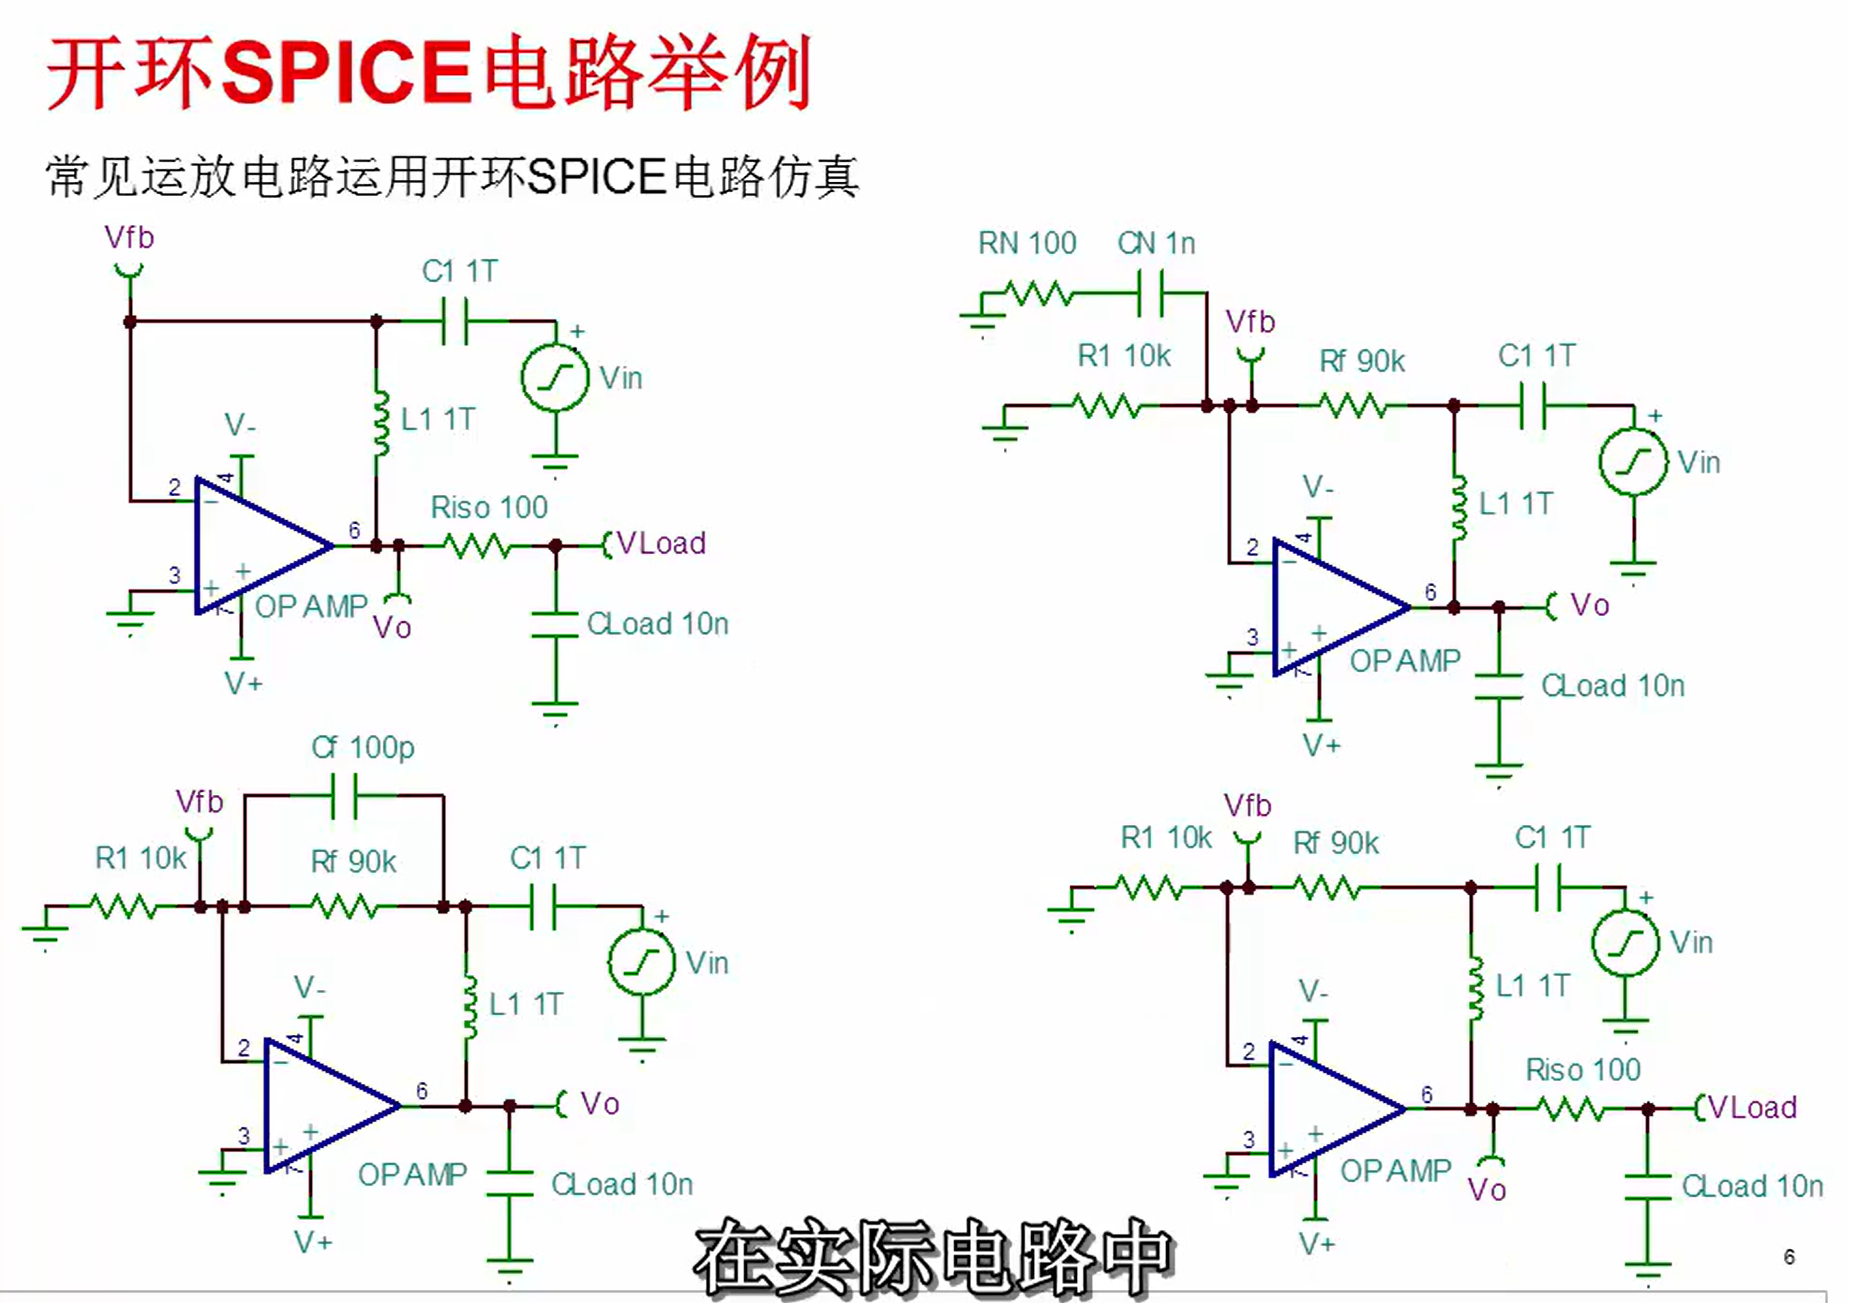 开环SPICE电路举例
常见运放电路运用开环SPICE电路仿真
Vfb
C1 1T
+
Vin
L1 1T
V-
4
2
-
Riso 100
6
VLoad
3
+
+
7
OPAMP
Vo
CLoad 10n
V+
RN 100
CN 1n
Vfb
R1 10k
Rf 90k
C1 1T
+
Vin
L1 1T
V-
4
2
-
6
Vo
3
+
+
7
OPAMP
CLoad 10n
V+
Cf 100p
Vfb
R1 10k
Rf 90k
C1 1T
+
Vin
L1 1T
V-
4
2
-
6
Vo
3
+
+
7
OPAMP
CLoad 10n
V+
Vfb
R1 10k
Rf 90k
C1 1T
+
Vin
L1 1T
V-
4
2
-
Riso 100
6
VLoad
3
+
+
7
OPAMP
Vo
CLoad 10n
V+
在实际电路中
6